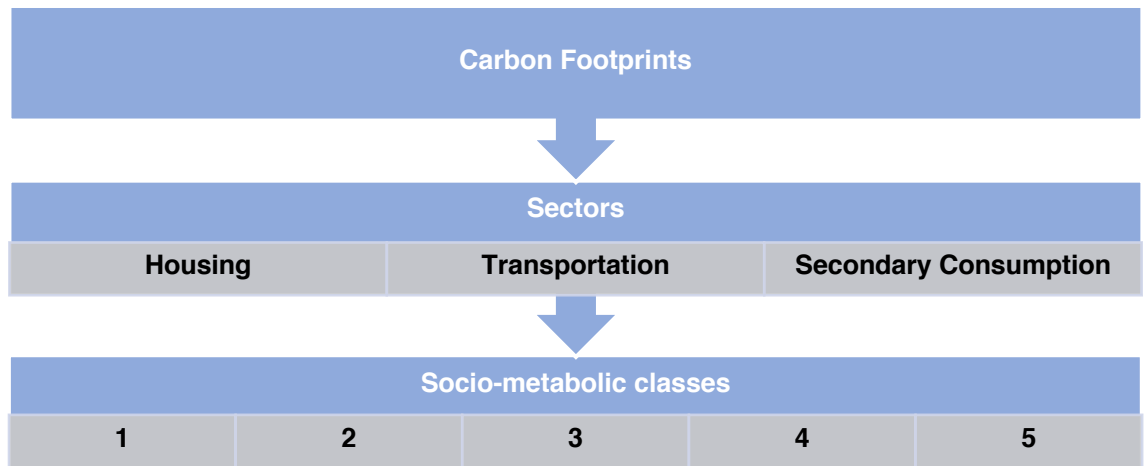 Carbon Footprints
Sectors
Housing Transportation Secondary Consumption
Socio-metabolic classes
1 2 3 4 5